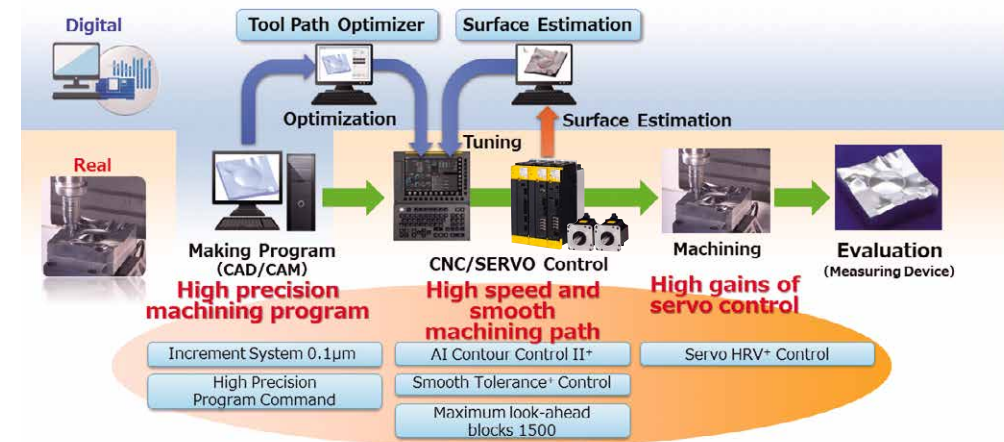 Digital
Tool Path Optimizer
Surface Estimation
Optimization
Surface Estimation
Tuning
Real
Making Program
(CAD/CAM)
CNC/SERVO Control
Machining
Evaluation
(Measuring Device)
High precision
machining program
High speed and
smooth
machining path
High gains of
servo control
Increment System 0.1μm
High Precision
Program Command
AI Contour Control II⁺
Smooth Tolerance⁺ Control
Maximum look-ahead
blocks 1500
Servo HRV⁺ Control